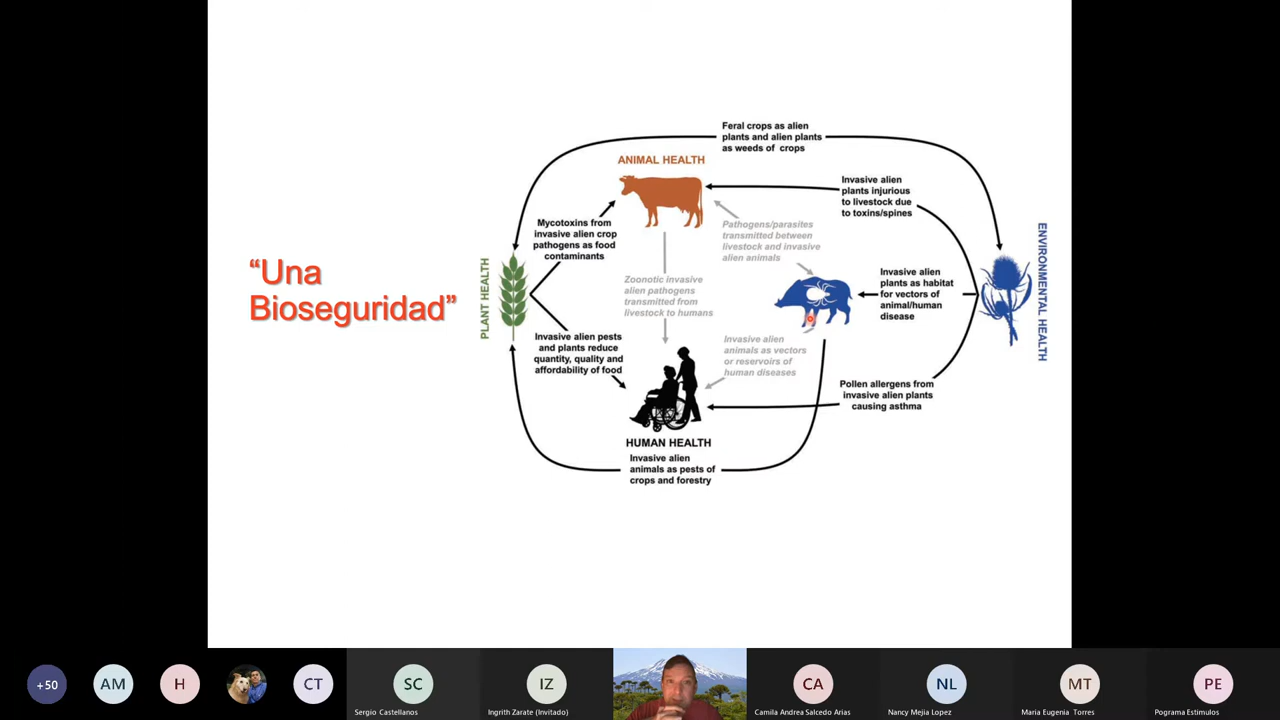 Feral crops as alien
plants and alien plants
as weeds of crops
ANIMAL HEALTH
Invasive alien
plants injurious
to livestock due
to toxins/spines
Mycotoxins from
invasive alien crop
pathogens as food
contaminants
Pathogens/parasites
transmitted between
livestock and invasive
alien animals
“Una
Bioseguridad”
PLANT HEALTH
Zoonotic invasive
alien pathogens
transmitted from
livestock to humans
Invasive alien
plants as habitat
for vectors of
animal/human
disease
ENVIRONMENTAL HEALTH
Invasive alien pests
and plants reduce
quantity, quality and
affordability of food
Invasive alien
animals as vectors
or reservoirs of
human diseases
Pollen allergens from
invasive alien plants
causing asthma
HUMAN HEALTH
Invasive alien
animals as pests of
crops and forestry
+50
AM
H
CT
SC
Sergio Castellanos
IZ
Ingrith Zarate (Invitado)
CA
Camila Andrea Salcedo Arias
NL
Nancy Mejia Lopez
MT
Maria Eugenia Torres
PE
Pograma Estimulos